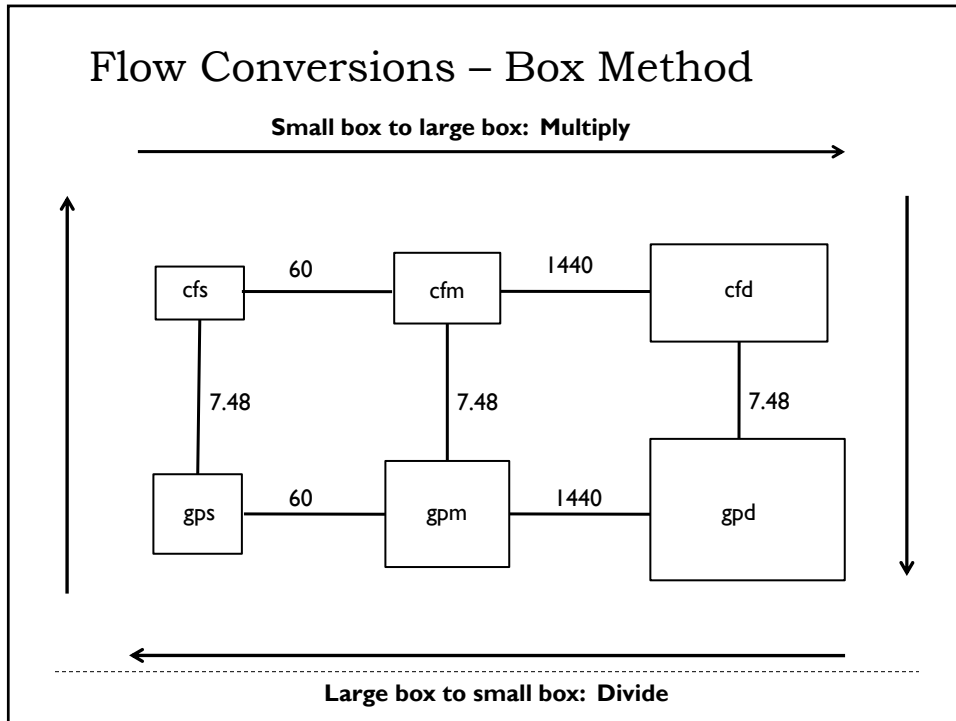 Flow Conversions – Box Method
Small box to large box: Multiply
60
1440
cfs
cfm
cfd
7.48
7.48
7.48
60
1440
gps
gpm
gpd
Large box to small box: Divide